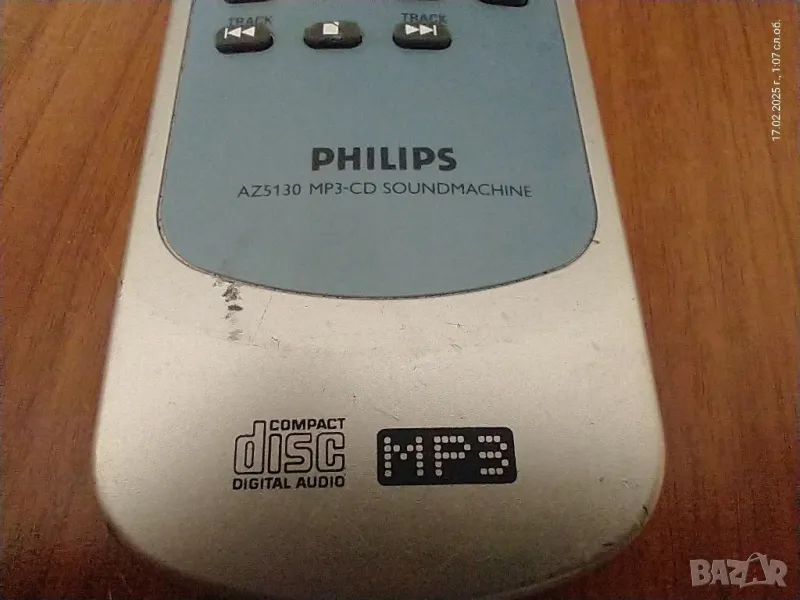 TRACK TRACK
PHILIPS
AZ5130 MP3-CD SOUNDMACHINE
COMPACT
disc
DIGITAL AUDIO
MP3
17.02.2025 г., 1:07 сл.об.
BAZAR